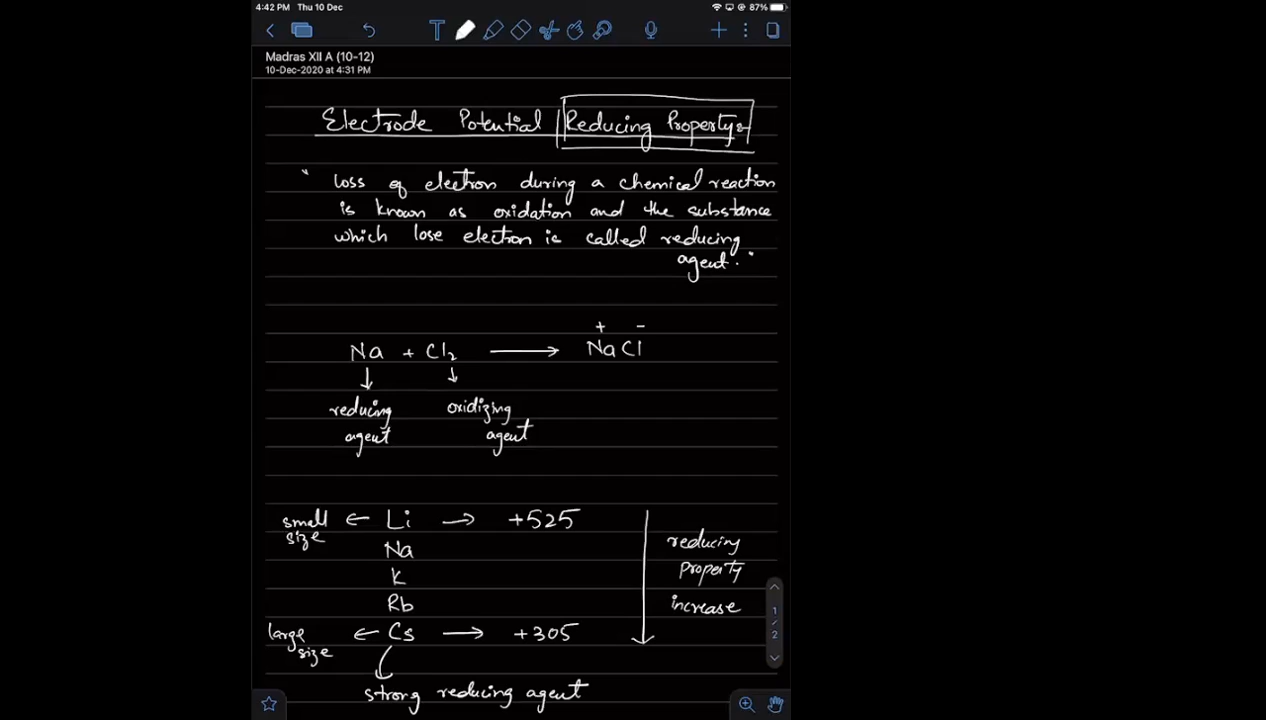 4:42 PM Thu 10 Dec
87%
Madras XII A (10-12)
10-Dec-2020 at 4:31 PM
Electrode Potential | Reducing Property:
" loss of electron during a chemical reaction
is known as oxidation and the substance
which lose electron is called reducing
agent."
+ -
Na + Cl2 → NaCl
↓ ↓
reducing oxidizing
agent agent
small size ← Li → +525
Na
K
Rb
large size ← Cs → +305
reducing
property
increase
strong reducing agent
1
/
2